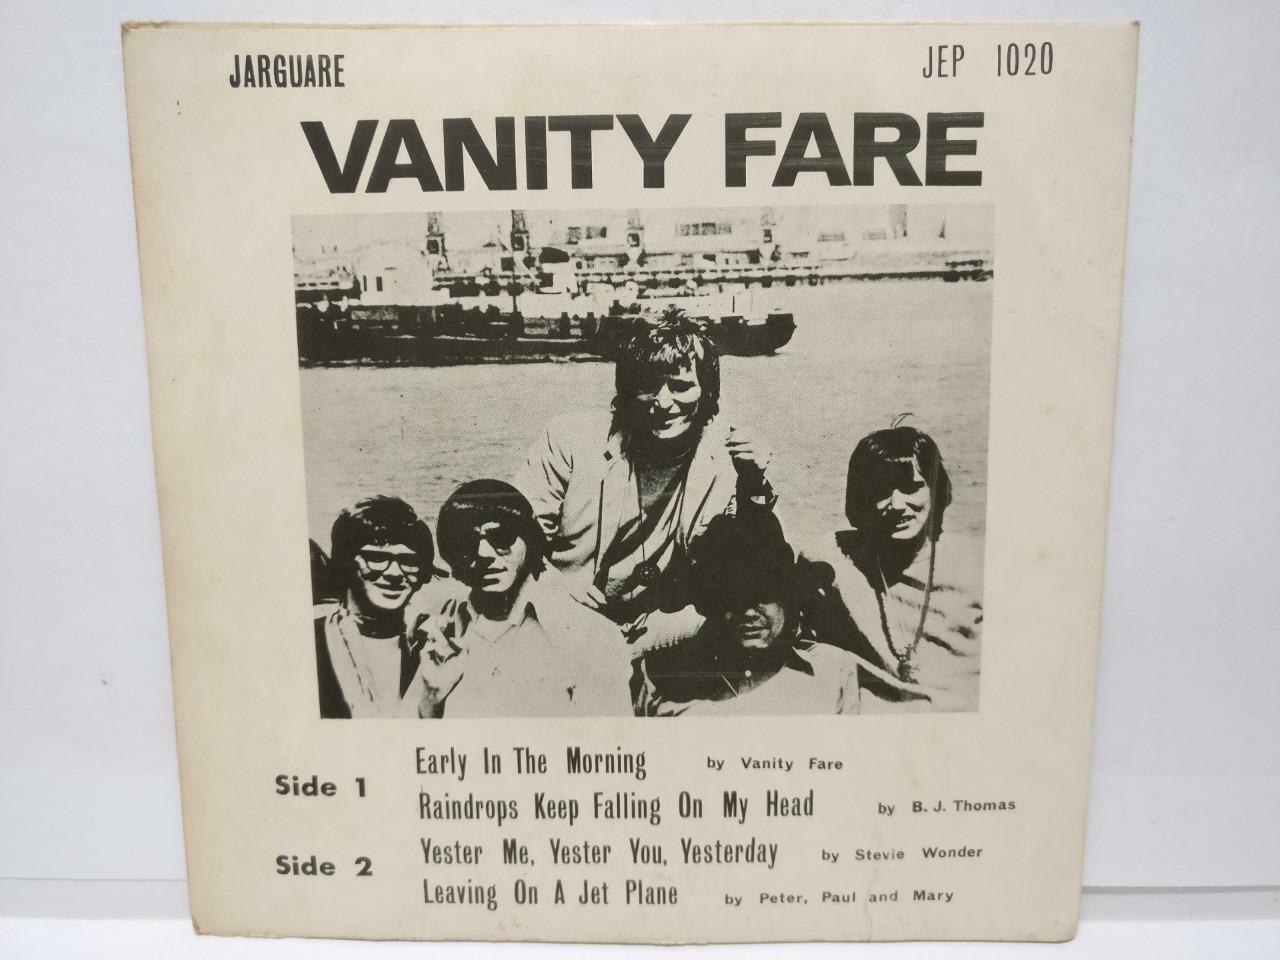 JARGUARE JEP 1020
VANITY FARE
Side 1
Early In The Morning by Vanity Fare
Raindrops Keep Falling On My Head by B. J. Thomas
Side 2
Yester Me, Yester You, Yesterday by Stevie Wonder
Leaving On A Jet Plane by Peter, Paul and Mary